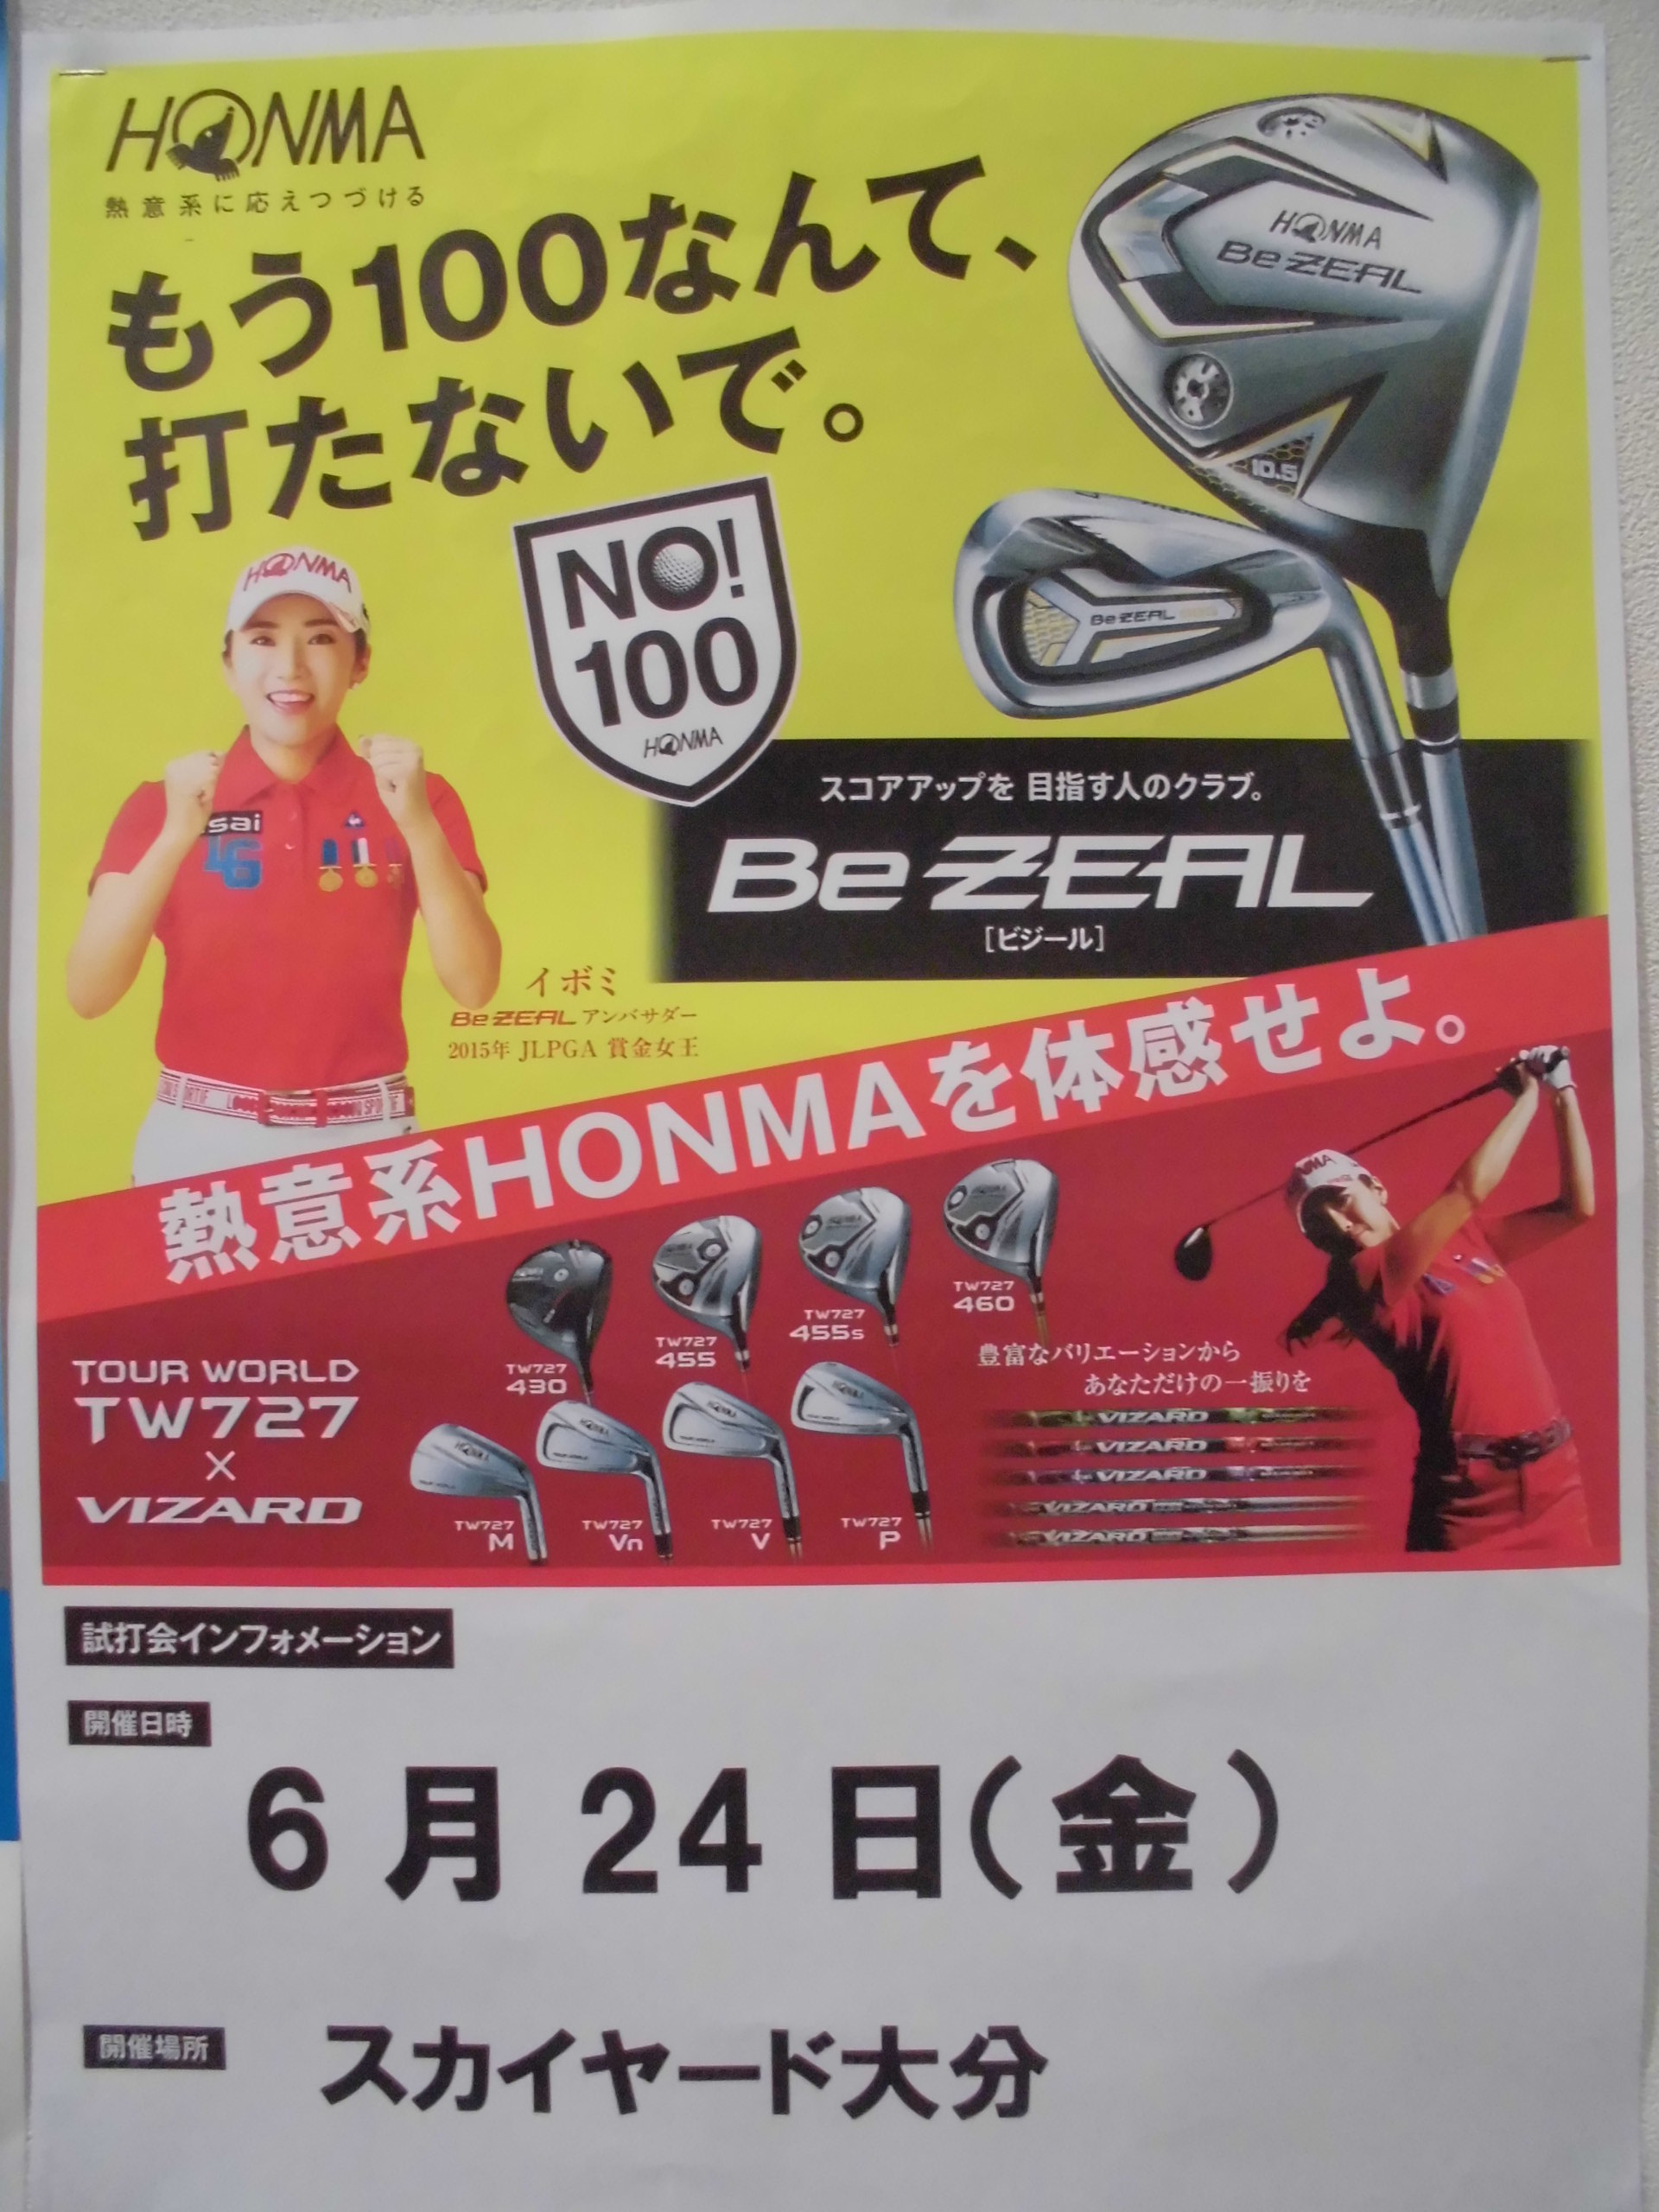 HONMA
熱意系に応えつづける
もう100なんて、
打たないで。
HONMA
Be ZEAL
10.5
Be ZEAL
HONMA
NO!
100
HONMA
sai
46
スコアアップを 目指す人のクラブ。
Be ZEAL
[ビジール]
イボミ
Be ZEAL アンバサダー
2015年 JLPGA 賞金女王
熱意系HONMAを体感せよ。
TW727
430
TW727
455
TW727
455s
TW727
460
TOUR WORLD
TW727
×
VIZARD
TW727
M
TW727
Vn
TW727
V
TW727
P
豊富なバリエーションから
あなただけの一振りを
VIZARD
VIZARD
VIZARD
VIZARD
VIZARD
試打会インフォメーション
開催日時
6月24日(金)
開催場所
スカイヤード大分